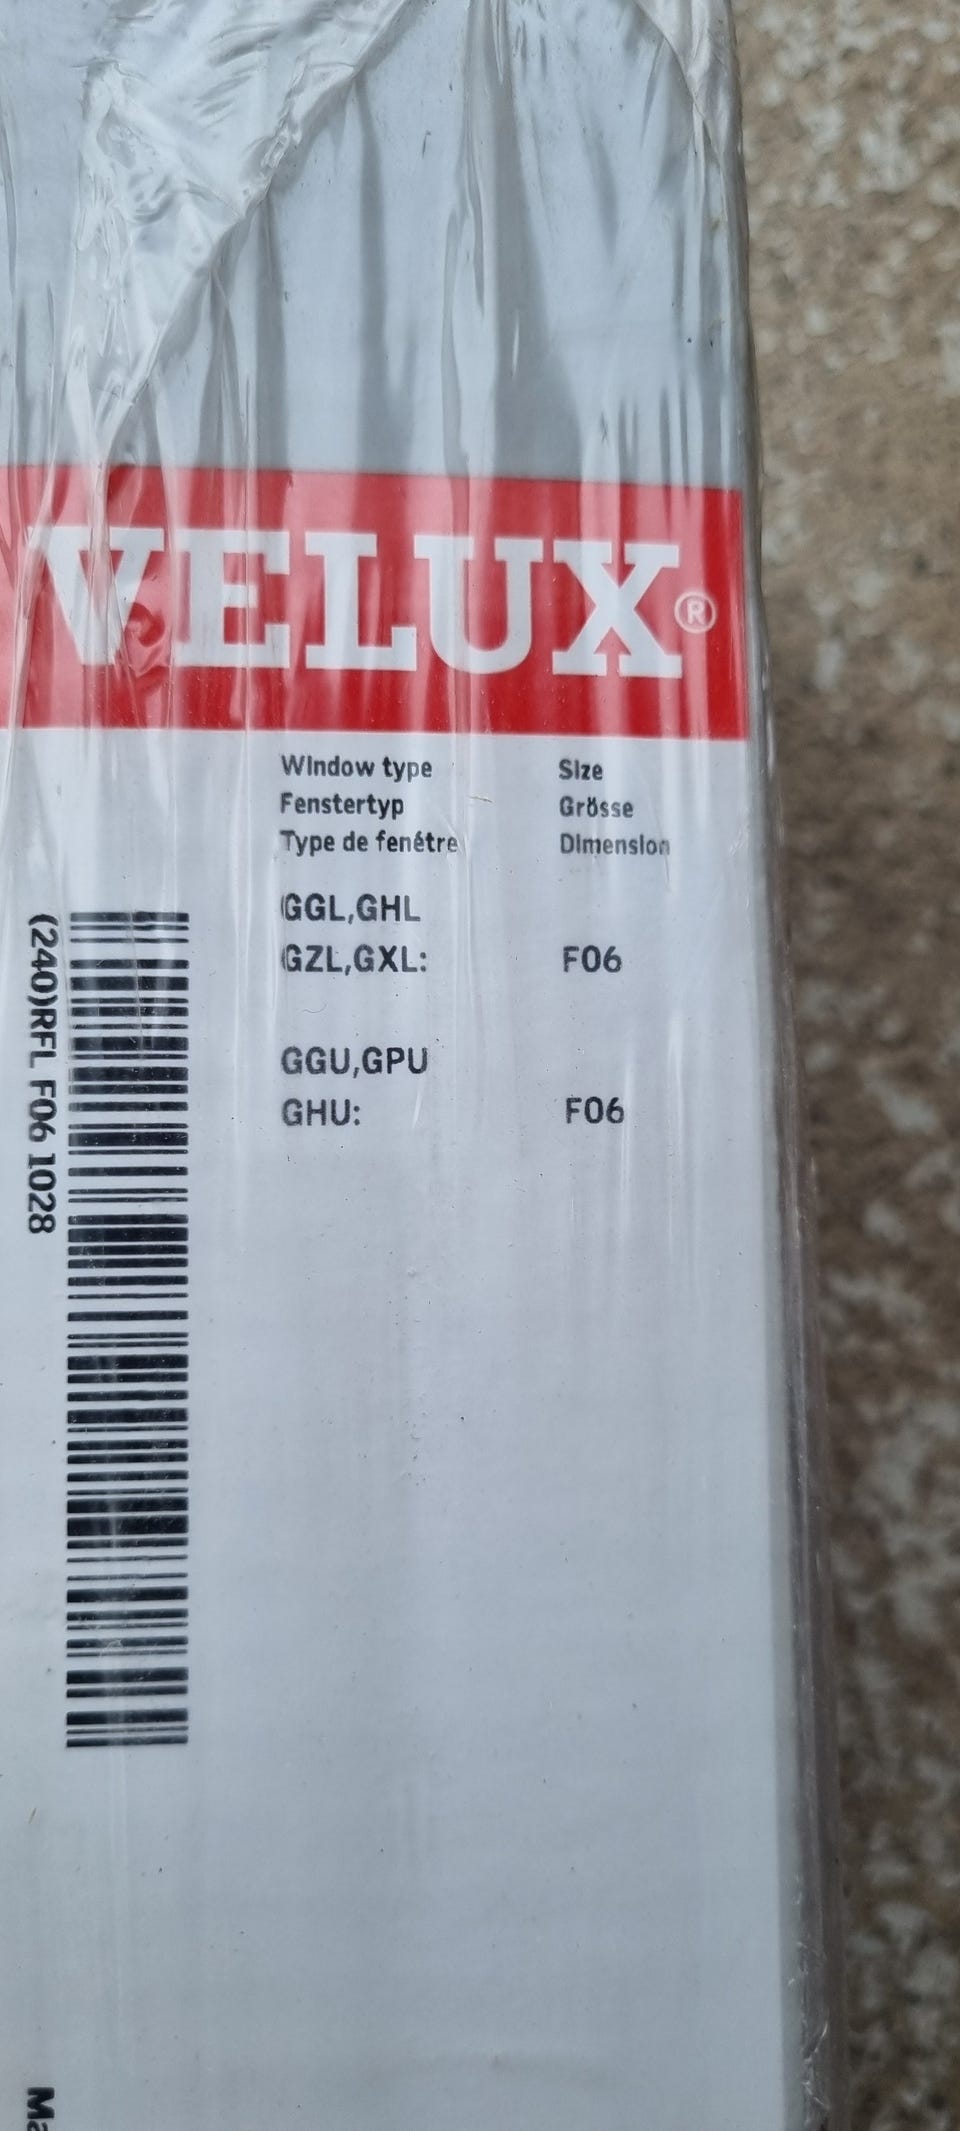 VELUX®
Window type Size
Fenstertyp Grösse
Type de fenétre Dimension
GGL,GHL
GZL,GXL: F06
GGU,GPU
GHU: F06
(240)RFL F06 1028